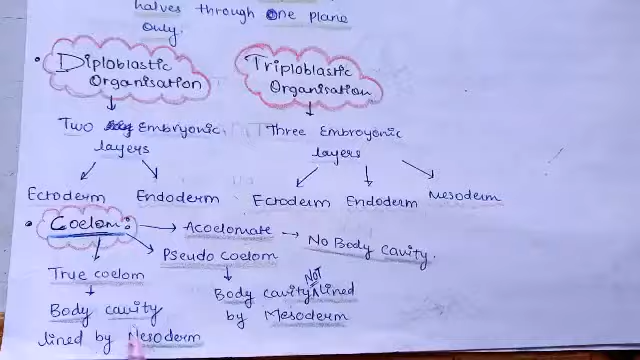 halves through one plane
only.
• Diploblastic
Organisation
Triploblastic
Organisation
Two Embryonic
layers
Three Embroyonic
layers
Ectoderm
Endoderm
Ectoderm
Endoderm
Mesoderm
• Coelom:
Acoelomate
No Body cavity.
Pseudo coelom
True coelom
Body cavity NOT lined
by Mesoderm
Body cavity
lined by Mesoderm